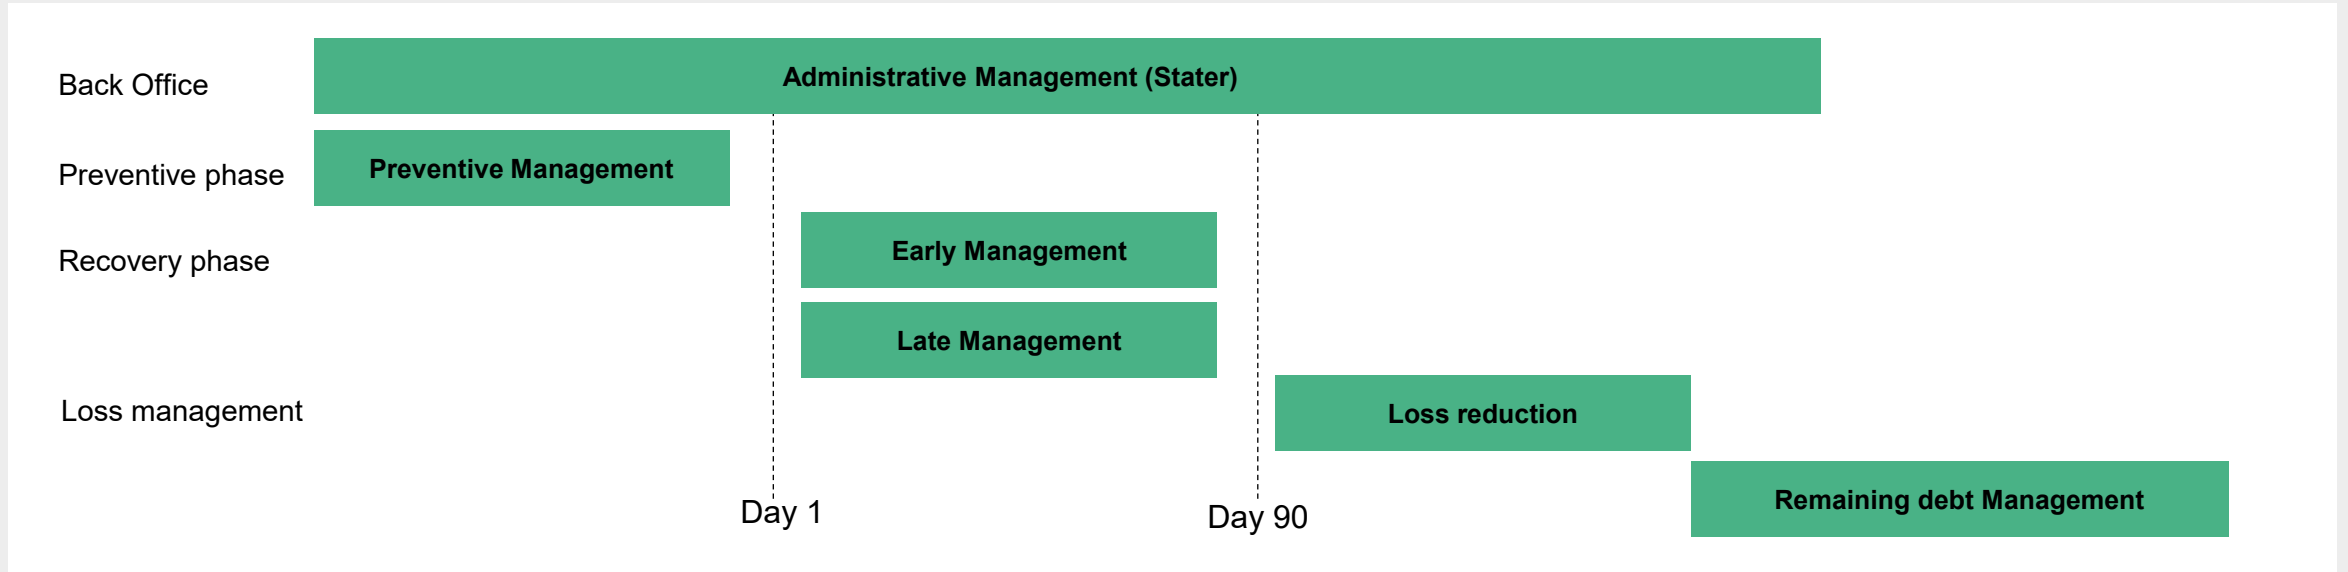 Back Office
Administrative Management (Stater)
Preventive phase
Preventive Management
Recovery phase
Early Management
Late Management
Loss management
Loss reduction
Remaining debt Management
Day 1
Day 90